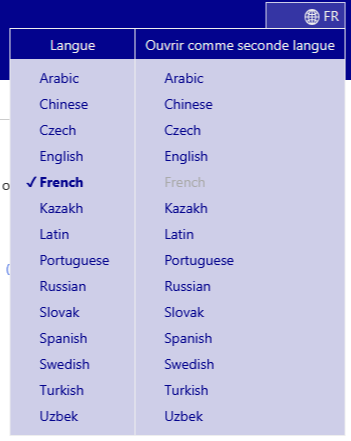 FR
Langue Ouvrir comme seconde langue
Arabic Arabic
Chinese Chinese
Czech Czech
English English
✓ French French
Kazakh Kazakh
Latin Latin
Portuguese Portuguese
Russian Russian
Slovak Slovak
Spanish Spanish
Swedish Swedish
Turkish Turkish
Uzbek Uzbek